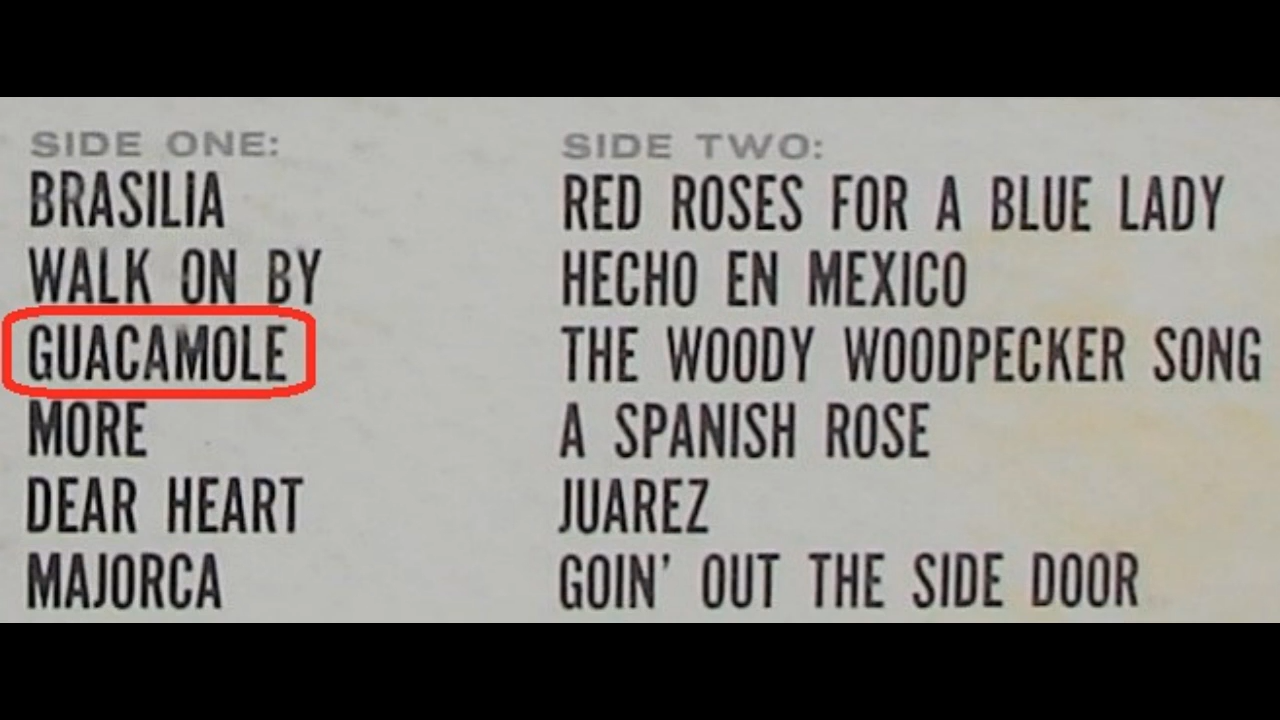 SIDE ONE:
BRASILIA
WALK ON BY
GUACAMOLE
MORE
DEAR HEART
MAJORCA
SIDE TWO:
RED ROSES FOR A BLUE LADY
HECHO EN MEXICO
THE WOODY WOODPECKER SONG
A SPANISH ROSE
JUAREZ
GOIN' OUT THE SIDE DOOR